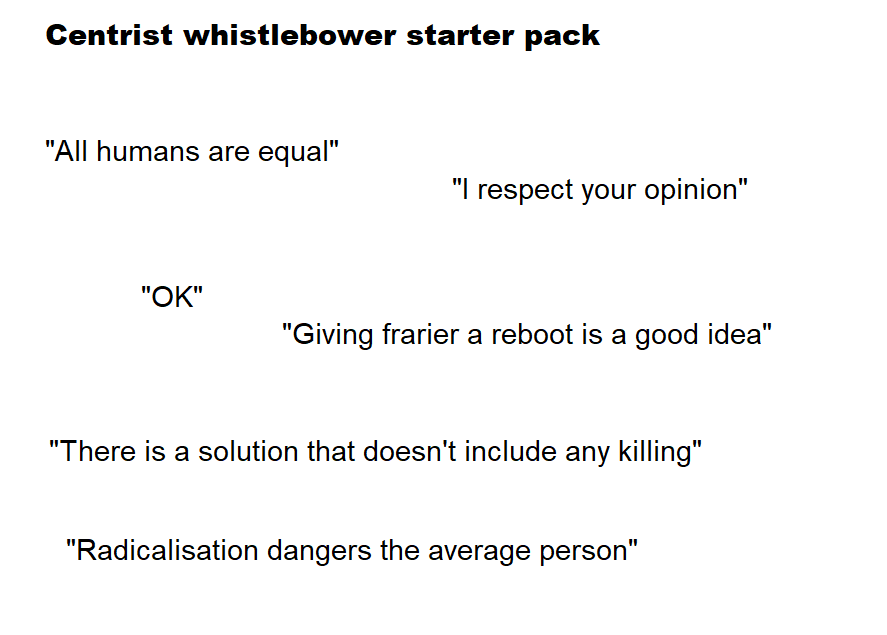 Centrist whistlebower starter pack
"All humans are equal"
"I respect your opinion"
"OK"
"Giving frarier a reboot is a good idea"
"There is a solution that doesn't include any killing"
"Radicalisation dangers the average person"